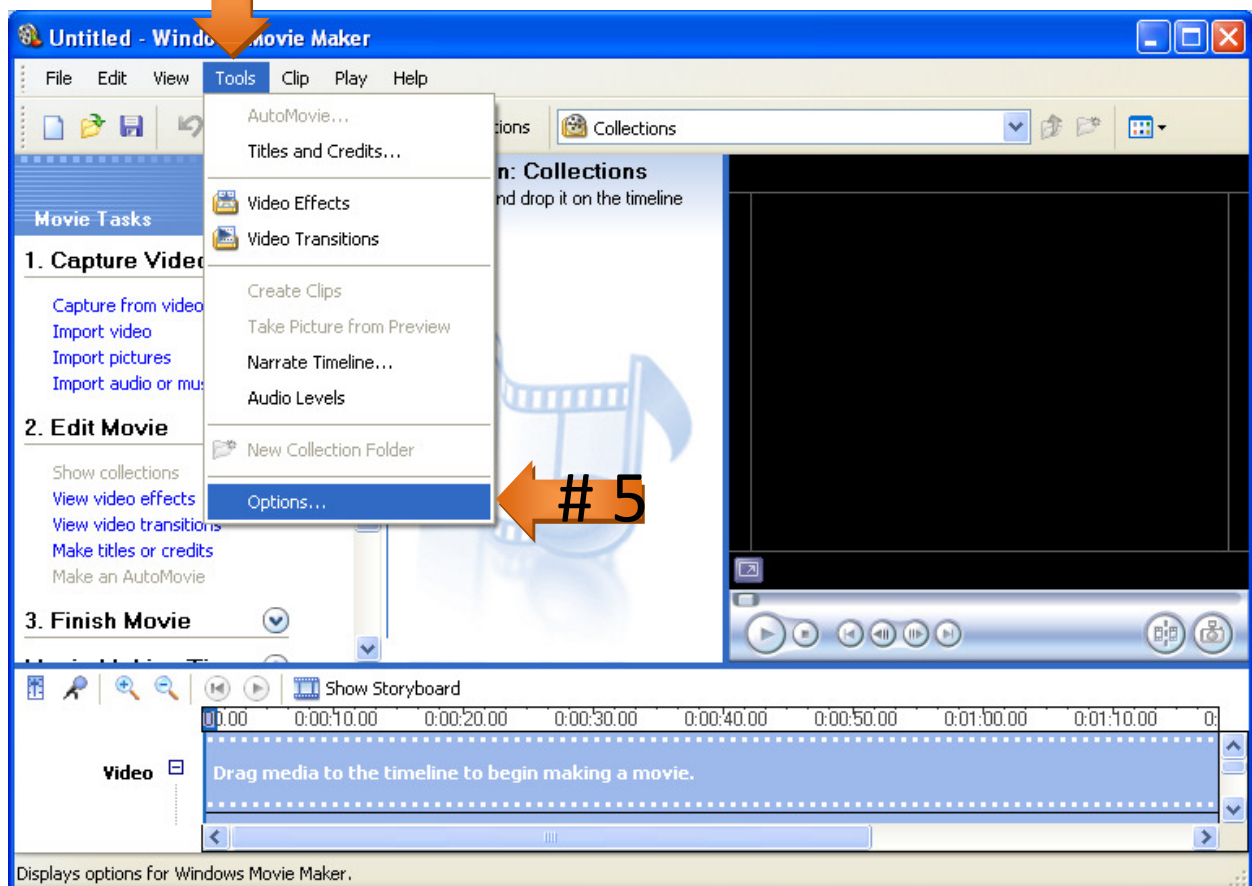 Untitled - Windo Movie Maker
File Edit View Tools Clip Play Help
Collections
AutoMovie...
Titles and Credits...
Video Effects
Video Transitions
Create Clips
Take Picture from Preview
Narrate Timeline...
Audio Levels
New Collection Folder
Options...
# 5
n: Collections
nd drop it on the timeline
Movie Tasks
1. Capture Video
Capture from video
Import video
Import pictures
Import audio or mus
2. Edit Movie
Show collections
View video effects
View video transitions
Make titles or credits
Make an AutoMovie
3. Finish Movie
Show Storyboard
0:00:10.00 0:00:20.00 0:00:30.00 0:00:40.00 0:00:50.00 0:01:00.00 0:01:10.00 0:
Video
Drag media to the timeline to begin making a movie.
Displays options for Windows Movie Maker.